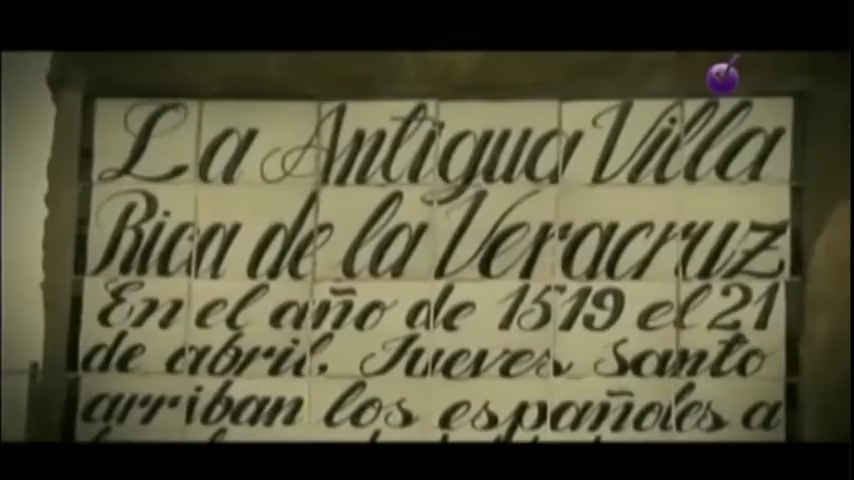 La Antigua Villa
Rica de la Veracruz
En el año de 1519 el 21
de abril, Jueves Santo
arriban los españoles a